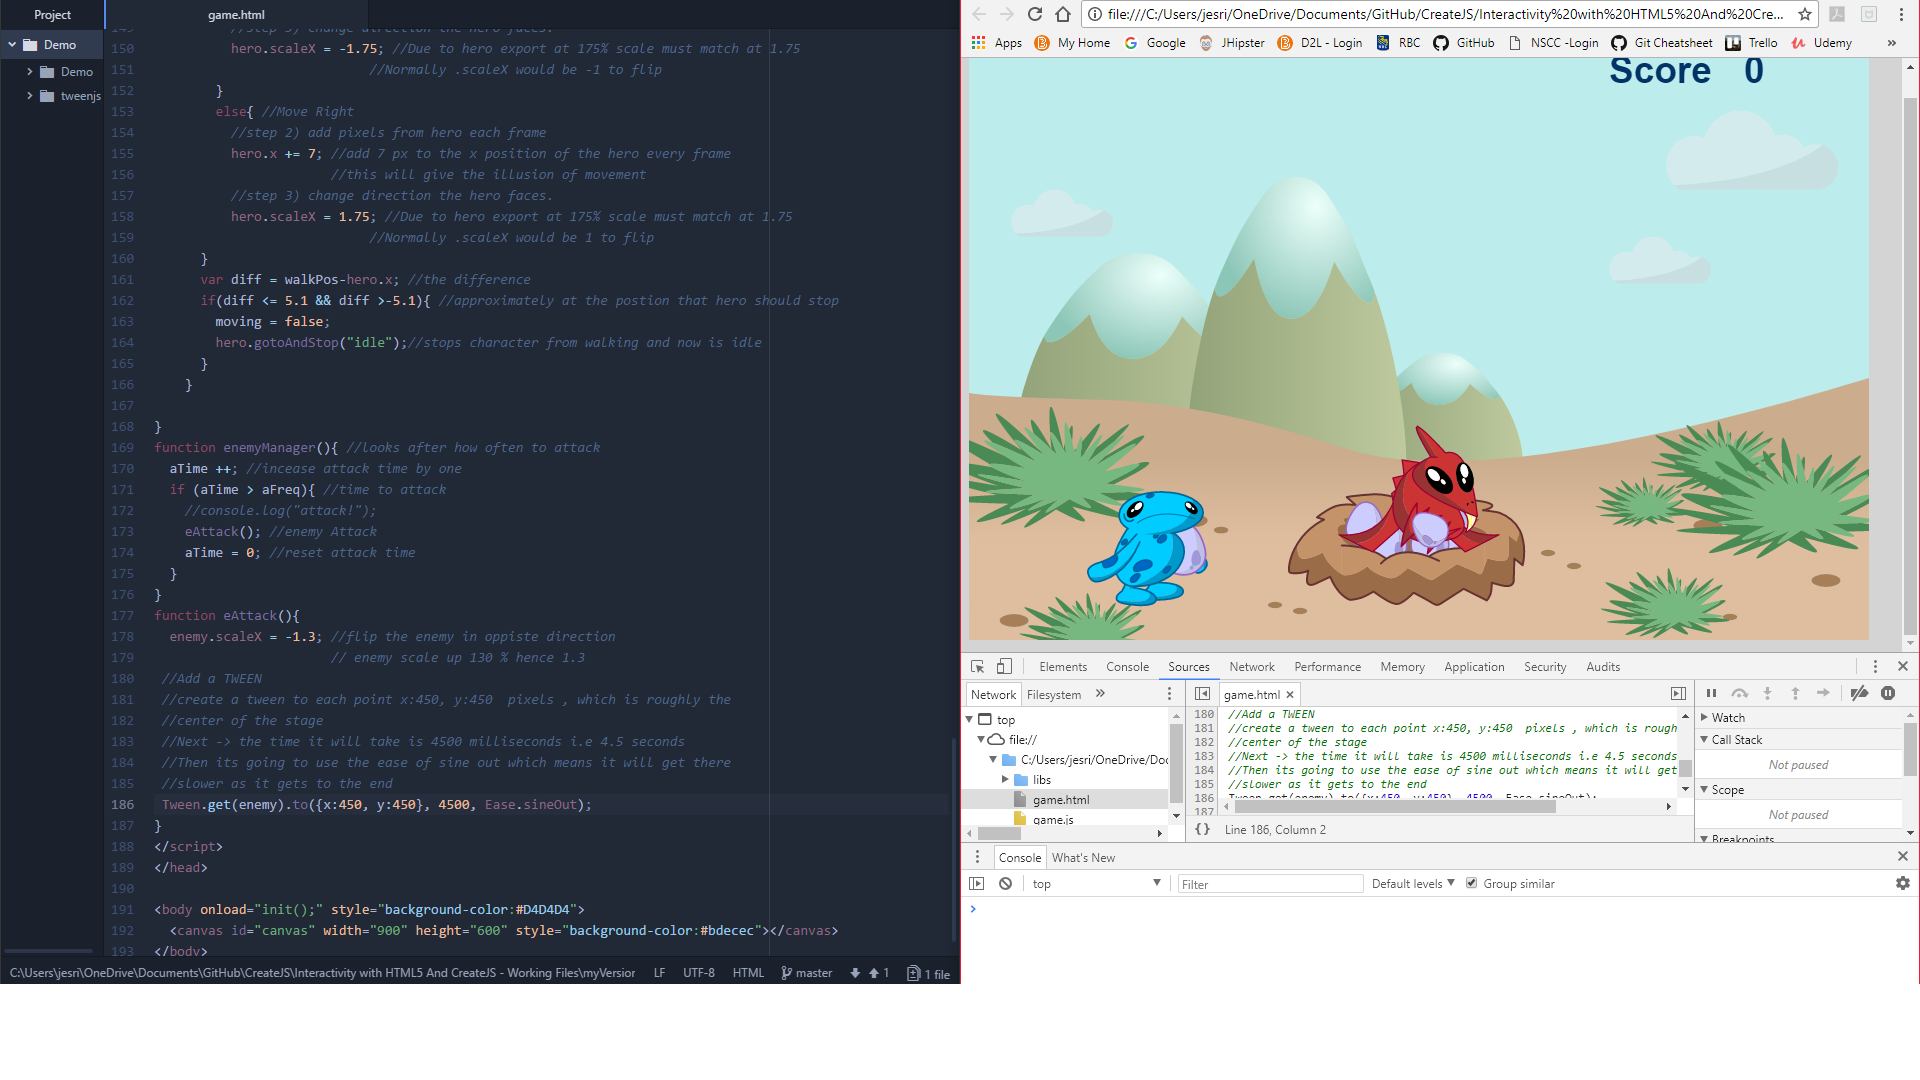 Project
game.html
Demo
Demo
tweenjs
149 //step 3) change direction the hero faces.
150 hero.scaleX = -1.75; //Due to hero export at 175% scale must match at 1.75
151 //Normally .scaleX would be -1 to flip
152 }
153 else{ //Move Right
154 //step 2) add pixels from hero each frame
155 hero.x += 7; //add 7 px to the x position of the hero every frame
156 //this will give the illusion of movement
157 //step 3) change direction the hero faces.
158 hero.scaleX = 1.75; //Due to hero export at 175% scale must match at 1.75
159 //Normally .scaleX would be 1 to flip
160 }
161 var diff = walkPos-hero.x; //the difference
162 if(diff <= 5.1 && diff >-5.1){ //approximately at the postion that hero should stop
163 moving = false;
164 hero.gotoAndStop("idle");//stops character from walking and now is idle
165 }
166 }
167
168 }
169 function enemyManager(){ //looks after how often to attack
170 aTime ++; //incease attack time by one
171 if (aTime > aFreq){ //time to attack
172 //console.log("attack!");
173 eAttack(); //enemy Attack
174 aTime = 0; //reset attack time
175 }
176 }
177 function eAttack(){
178 enemy.scaleX = -1.3; //flip the enemy in oppiste direction
179 // enemy scale up 130 % hence 1.3
180 //Add a TWEEN
181 //create a tween to each point x:450, y:450 pixels , which is roughly the
182 //center of the stage
183 //Next -> the time it will take is 4500 milliseconds i.e 4.5 seconds
184 //Then its going to use the ease of sine out which means it will get there
185 //slower as it gets to the end
186 Tween.get(enemy).to({x:450, y:450}, 4500, Ease.sineOut);
187 }
188 </script>
189 </head>
190
191 <body onload="init();" style="background-color:#D4D4D4">
192 <canvas id="canvas" width="900" height="600" style="background-color:#bdecec"></canvas>
193 </body>
C:\Users\jesri\OneDrive\Documents\GitHub\CreateJS\Interactivity with HTML5 And CreateJS - Working Files\myVersior LF UTF-8 HTML master 1 1 file
file:///C:/Users/jesri/OneDrive/Documents/GitHub/CreateJS/Interactivity%20with%20HTML5%20And%20Cre...
Apps My Home Google JHipster D2L - Login RBC GitHub NSCC -Login Git Cheatsheet Trello Udemy »
Score 0
Elements Console Sources Network Performance Memory Application Security Audits
Network Filesystem »
game.html ×
top
file://
C:/Users/jesri/OneDrive/Doc
libs
game.html
game.js
180 //Add a TWEEN
181 //create a tween to each point x:450, y:450 pixels , which is rough
182 //center of the stage
183 //Next -> the time it will take is 4500 milliseconds i.e 4.5 seconds
184 //Then its going to use the ease of sine out which means it will get
185 //slower as it gets to the end
186 Tween.get(enemy).to({x:450, y:450}, 4500, Ease.sineOut);
187
{ } Line 186, Column 2
Watch
Call Stack
Not paused
Scope
Not paused
Breakpoints
Console What's New
top Filter Default levels Group similar